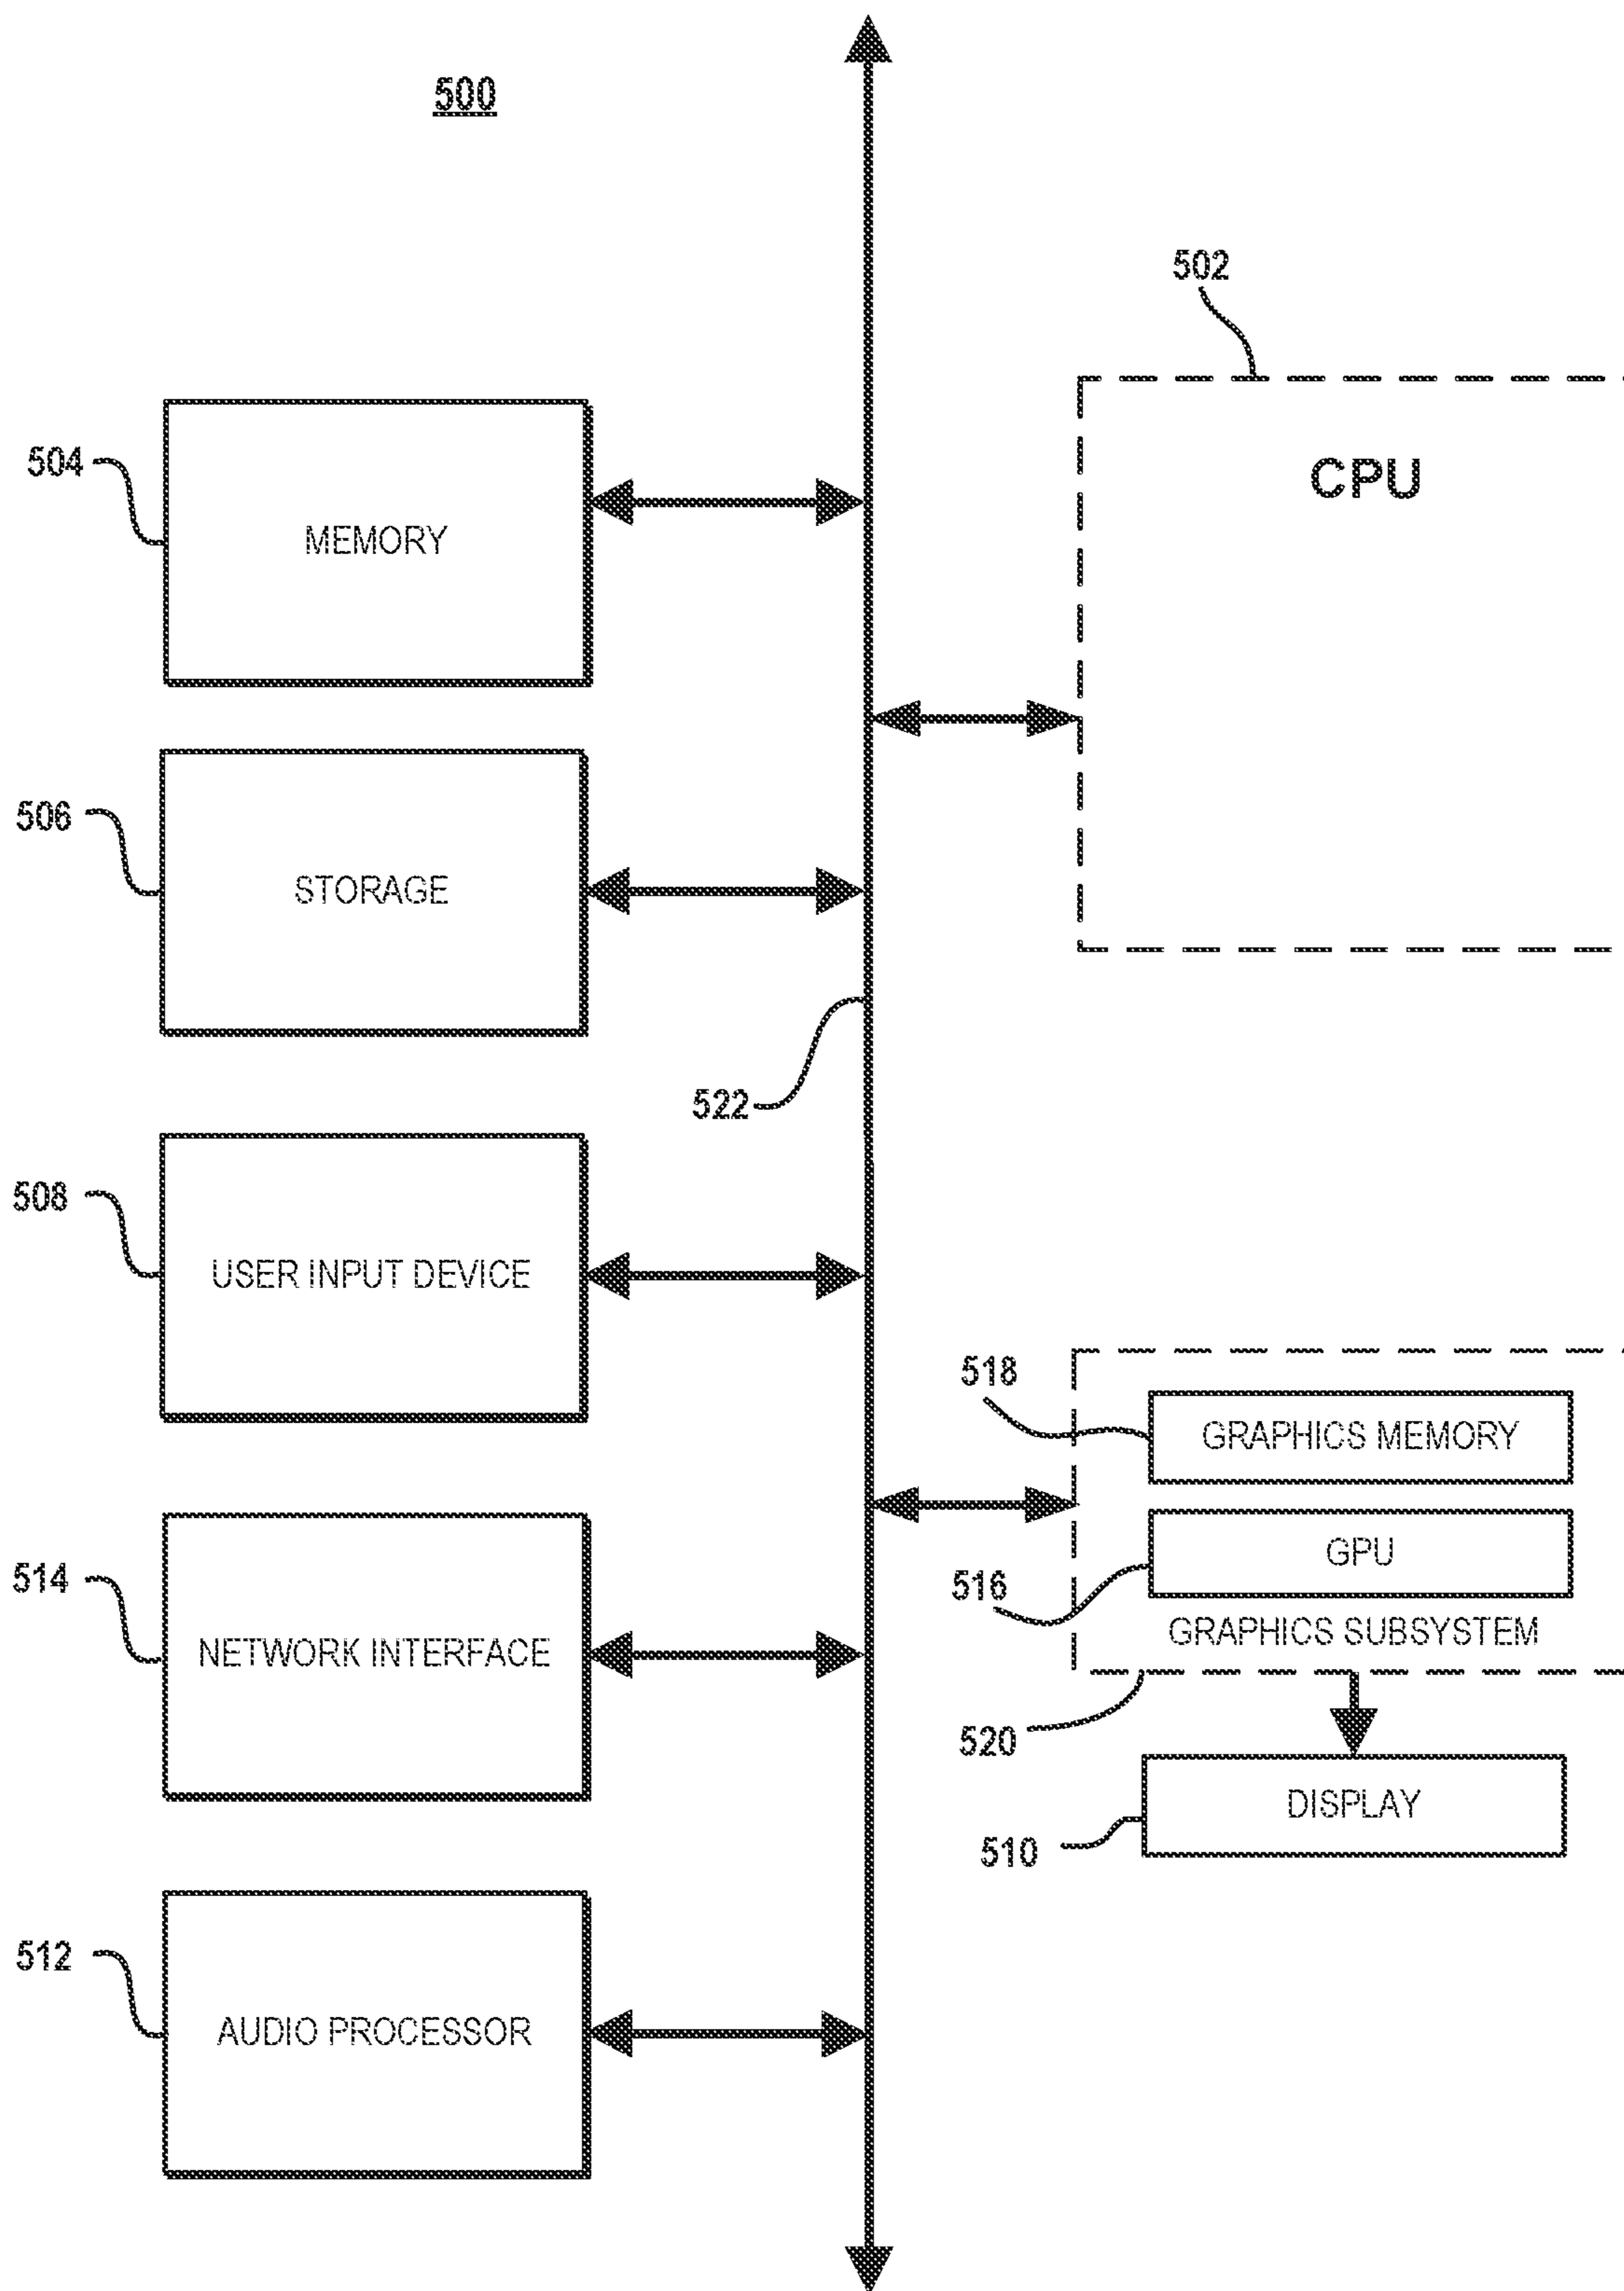 500
502
CPU
504
MEMORY
506
STORAGE
522
508
USER INPUT DEVICE
518
GRAPHICS MEMORY
GPU
516
GRAPHICS SUBSYSTEM
514
NETWORK INTERFACE
520
DISPLAY
510
512
AUDIO PROCESSOR